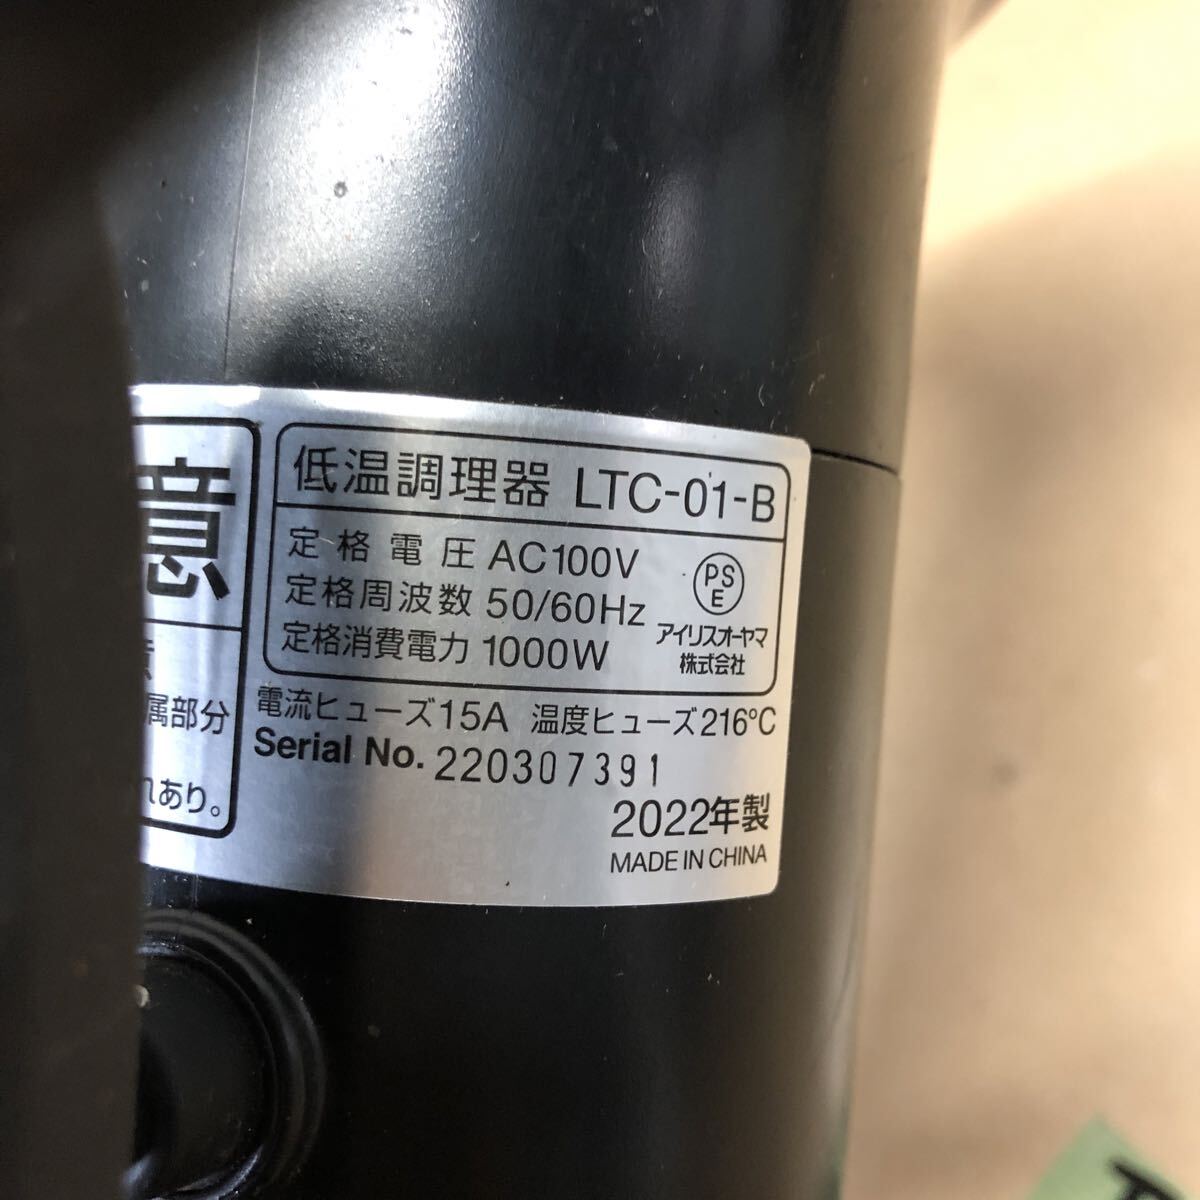 意
属部分
れあり。
低温調理器 LTC-01-B
定格電圧 AC100V
定格周波数 50/60Hz
定格消費電力 1000W
PS
E
アイリスオーヤマ
株式会社
電流ヒューズ15A 温度ヒューズ216℃
Serial No. 220307391
2022年製
MADE IN CHINA